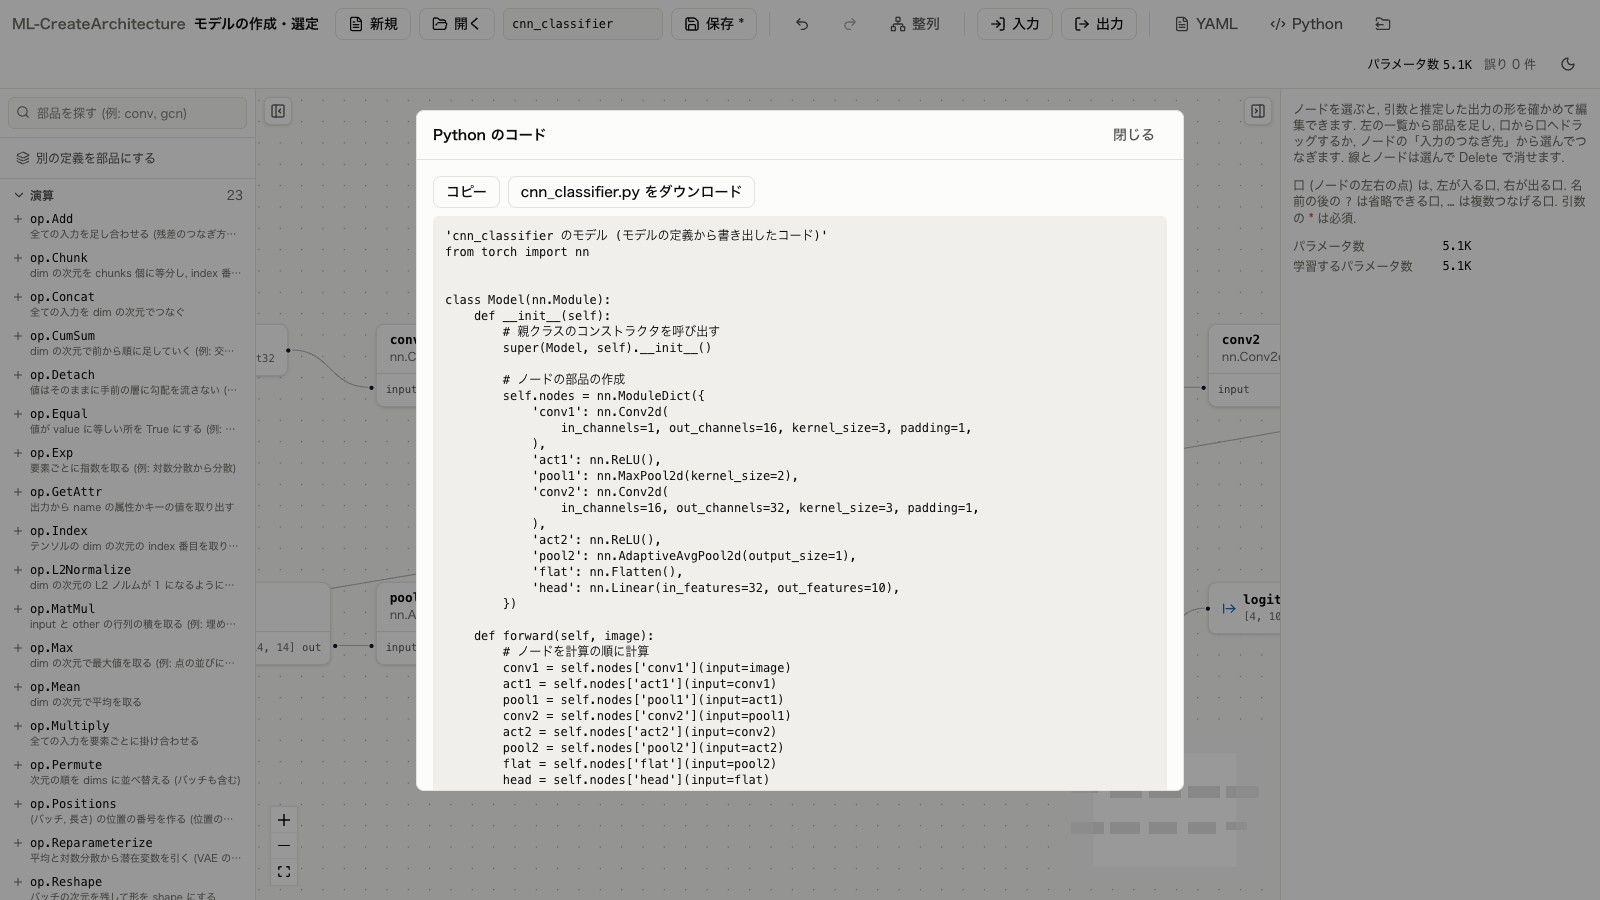 ML-CreateArchitecture モデルの作成・選定 新規 開く cnn_classifier 保存 * 整列 入力 出力 YAML Python
パラメータ数 5.1K 誤り 0 件
部品を探す (例: conv, gcn)
別の定義を部品にする
演算 23
op.Add
全ての入力を足し合わせる (残差のつなぎ方…
op.Chunk
dim の次元を chunks 個に等分し, index 番…
op.Concat
全ての入力を dim の次元でつなぐ
op.CumSum
dim の次元で前から順に足していく (例: 交…
op.Detach
値はそのままに手前の層に勾配を流さない (…
op.Equal
値が value に等しい所を True にする (例: …
op.Exp
要素ごとに指数を取る (例: 対数分散から分散)
op.GetAttr
出力から name の属性かキーの値を取り出す
op.Index
テンソルの dim の次元の index 番目を取り…
op.L2Normalize
dim の次元の L2 ノルムが 1 になるように…
op.MatMul
input と other の行列の積を取る (例: 埋め…
op.Max
dim の次元で最大値を取る (例: 点の並びに…
op.Mean
dim の次元で平均を取る
op.Multiply
全ての入力を要素ごとに掛け合わせる
op.Permute
次元の順を dims に並べ替える (バッチも含む)
op.Positions
(バッチ, 長さ) の位置の番号を作る (位置の…
op.Reparameterize
平均と対数分散から潜在変数を引く (VAE の…
op.Reshape
バッチの次元を残して形を shape にする
t32
conv
nn.C
input
4, 14] out
pool
nn.A
input
Python のコード 閉じる
コピー cnn_classifier.py をダウンロード
'cnn_classifier のモデル (モデルの定義から書き出したコード)'
from torch import nn
class Model(nn.Module):
def __init__(self):
# 親クラスのコンストラクタを呼び出す
super(Model, self).__init__()
# ノードの部品の作成
self.nodes = nn.ModuleDict({
'conv1': nn.Conv2d(
in_channels=1, out_channels=16, kernel_size=3, padding=1,
),
'act1': nn.ReLU(),
'pool1': nn.MaxPool2d(kernel_size=2),
'conv2': nn.Conv2d(
in_channels=16, out_channels=32, kernel_size=3, padding=1,
),
'act2': nn.ReLU(),
'pool2': nn.AdaptiveAvgPool2d(output_size=1),
'flat': nn.Flatten(),
'head': nn.Linear(in_features=32, out_features=10),
})
def forward(self, image):
# ノードを計算の順に計算
conv1 = self.nodes['conv1'](input=image)
act1 = self.nodes['act1'](input=conv1)
pool1 = self.nodes['pool1'](input=act1)
conv2 = self.nodes['conv2'](input=pool1)
act2 = self.nodes['act2'](input=conv2)
pool2 = self.nodes['pool2'](input=act2)
flat = self.nodes['flat'](input=pool2)
head = self.nodes['head'](input=flat)
conv2
nn.Conv2d
input
logit
[4, 10
ノードを選ぶと, 引数と推定した出力の形を確かめて編
集できます. 左の一覧から部品を足し, 口から口へドラ
ッグするか, ノードの「入力のつなぎ先」から選んでつ
なぎます. 線とノードは選んで Delete で消せます.
口 (ノードの左右の点) は, 左が入る口, 右が出る口. 名
前の後の ? は省略できる口, … は複数つなげる口. 引数
の * は必須.
パラメータ数 5.1K
学習するパラメータ数 5.1K